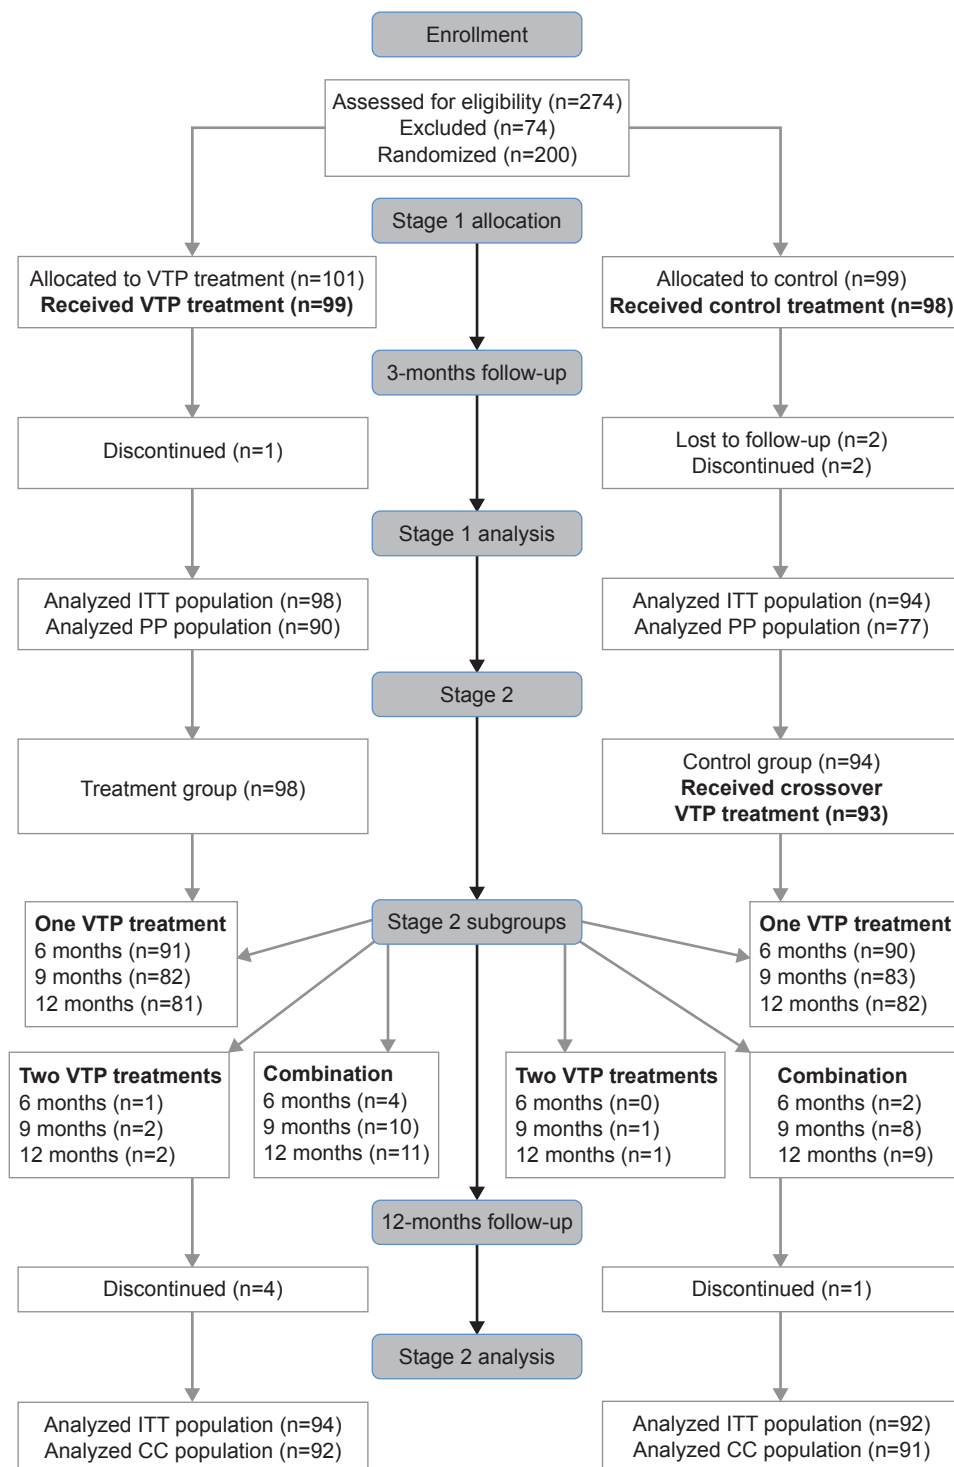 Enrollment
Assessed for eligibility (n=274)
Excluded (n=74)
Randomized (n=200)
Stage 1 allocation
Allocated to VTP treatment (n=101)
Received VTP treatment (n=99)
Allocated to control (n=99)
Received control treatment (n=98)
3-months follow-up
Discontinued (n=1)
Lost to follow-up (n=2)
Discontinued (n=2)
Stage 1 analysis
Analyzed ITT population (n=98)
Analyzed PP population (n=90)
Analyzed ITT population (n=94)
Analyzed PP population (n=77)
Stage 2
Treatment group (n=98)
Control group (n=94)
Received crossover
VTP treatment (n=93)
Stage 2 subgroups
One VTP treatment
6 months (n=91)
9 months (n=82)
12 months (n=81)
One VTP treatment
6 months (n=90)
9 months (n=83)
12 months (n=82)
Two VTP treatments
6 months (n=1)
9 months (n=2)
12 months (n=2)
Combination
6 months (n=4)
9 months (n=10)
12 months (n=11)
Two VTP treatments
6 months (n=0)
9 months (n=1)
12 months (n=1)
Combination
6 months (n=2)
9 months (n=8)
12 months (n=9)
12-months follow-up
Discontinued (n=4)
Discontinued (n=1)
Stage 2 analysis
Analyzed ITT population (n=94)
Analyzed CC population (n=92)
Analyzed ITT population (n=92)
Analyzed CC population (n=91)